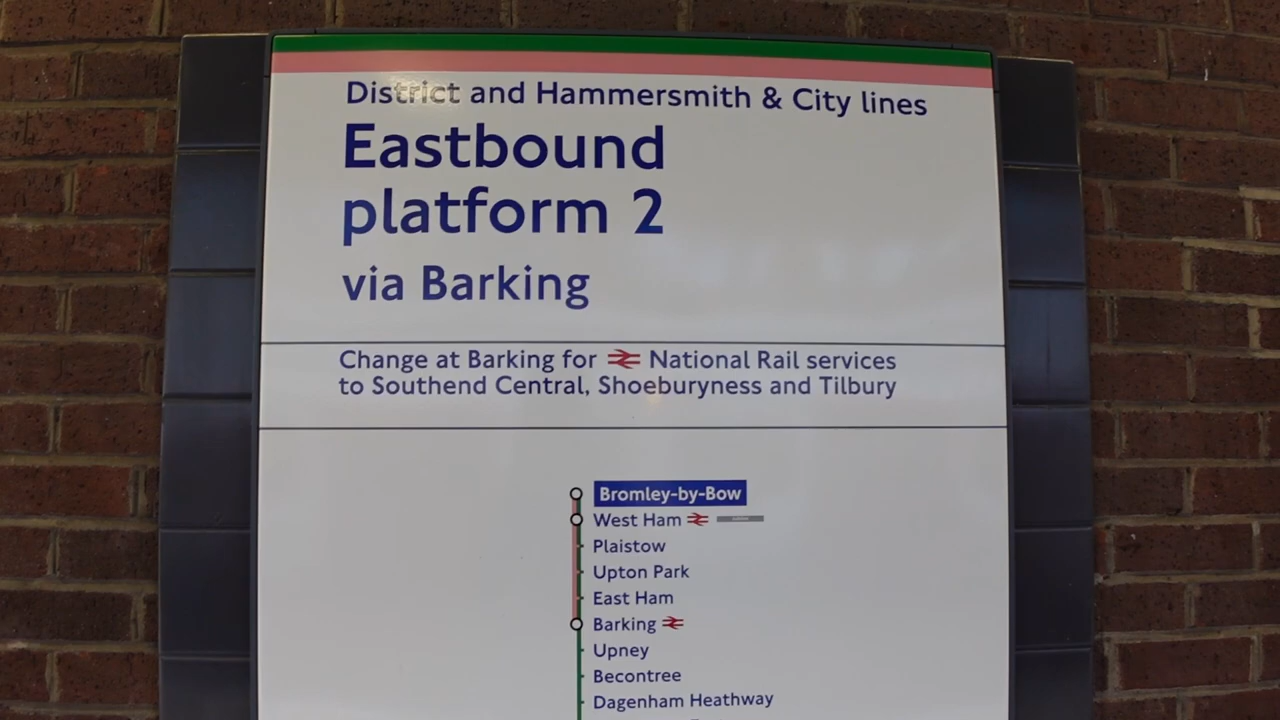 District and Hammersmith & City lines
Eastbound
platform 2
via Barking
Change at Barking for National Rail services
to Southend Central, Shoeburyness and Tilbury
Bromley-by-Bow
West Ham
Plaistow
Upton Park
East Ham
Barking
Upney
Becontree
Dagenham Heathway